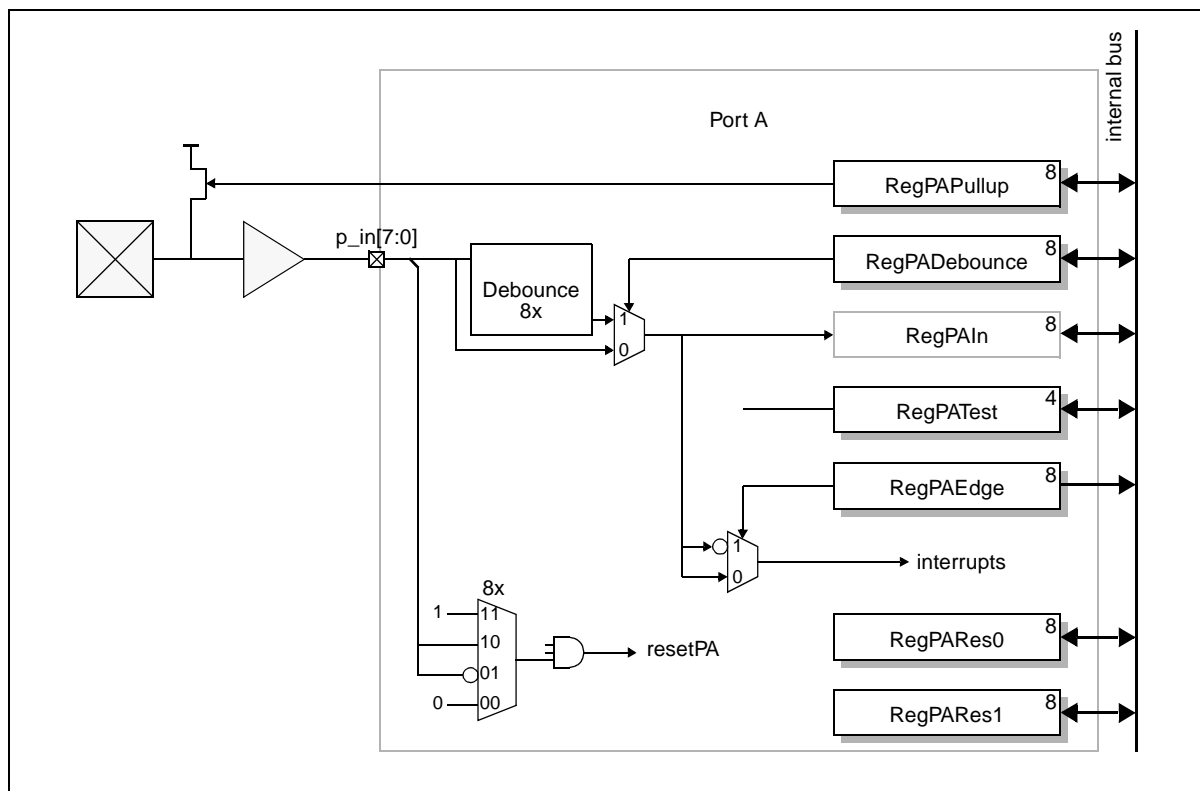 internal bus
Port A
8
RegPAPullup
p_in[7:0]
8
RegPADebounce
Debounce
8x
1
0
8
RegPAIn
4
RegPATest
8
RegPAEdge
1
0
interrupts
8x
1
11
10
01
0
00
resetPA
8
RegPARes0
8
RegPARes1